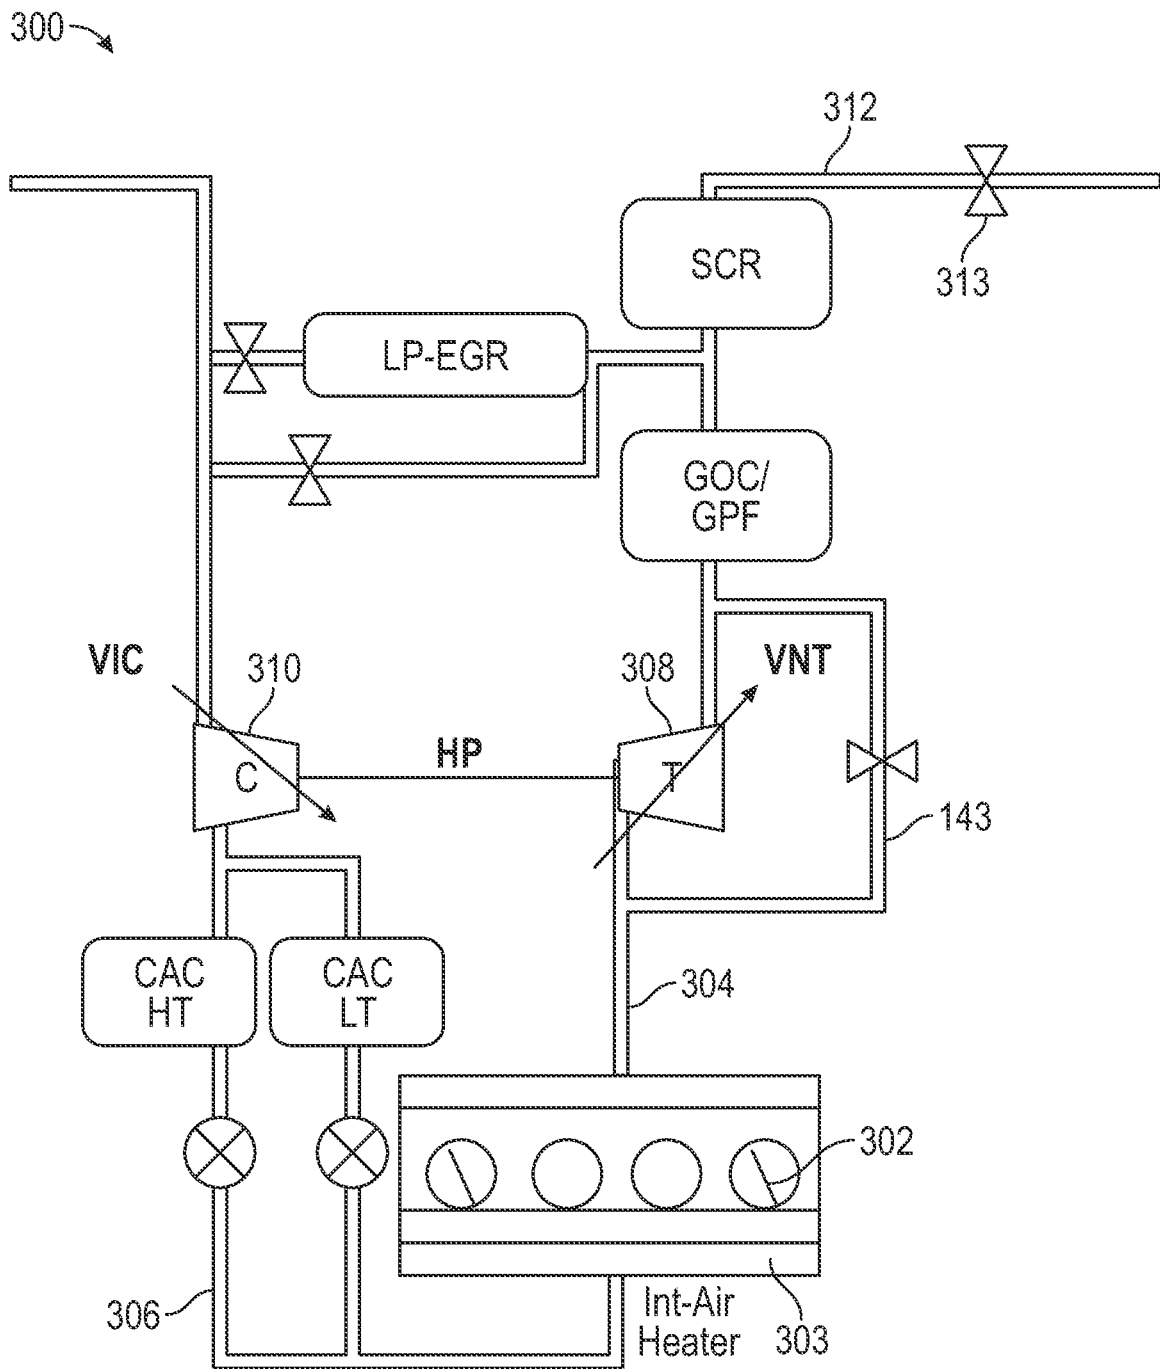 300
312
SCR
313
LP-EGR
GOC/
GPF
VIC
310
308
VNT
HP
C
T
143
CAC
HT
CAC
LT
304
302
306
Int-Air
Heater
303